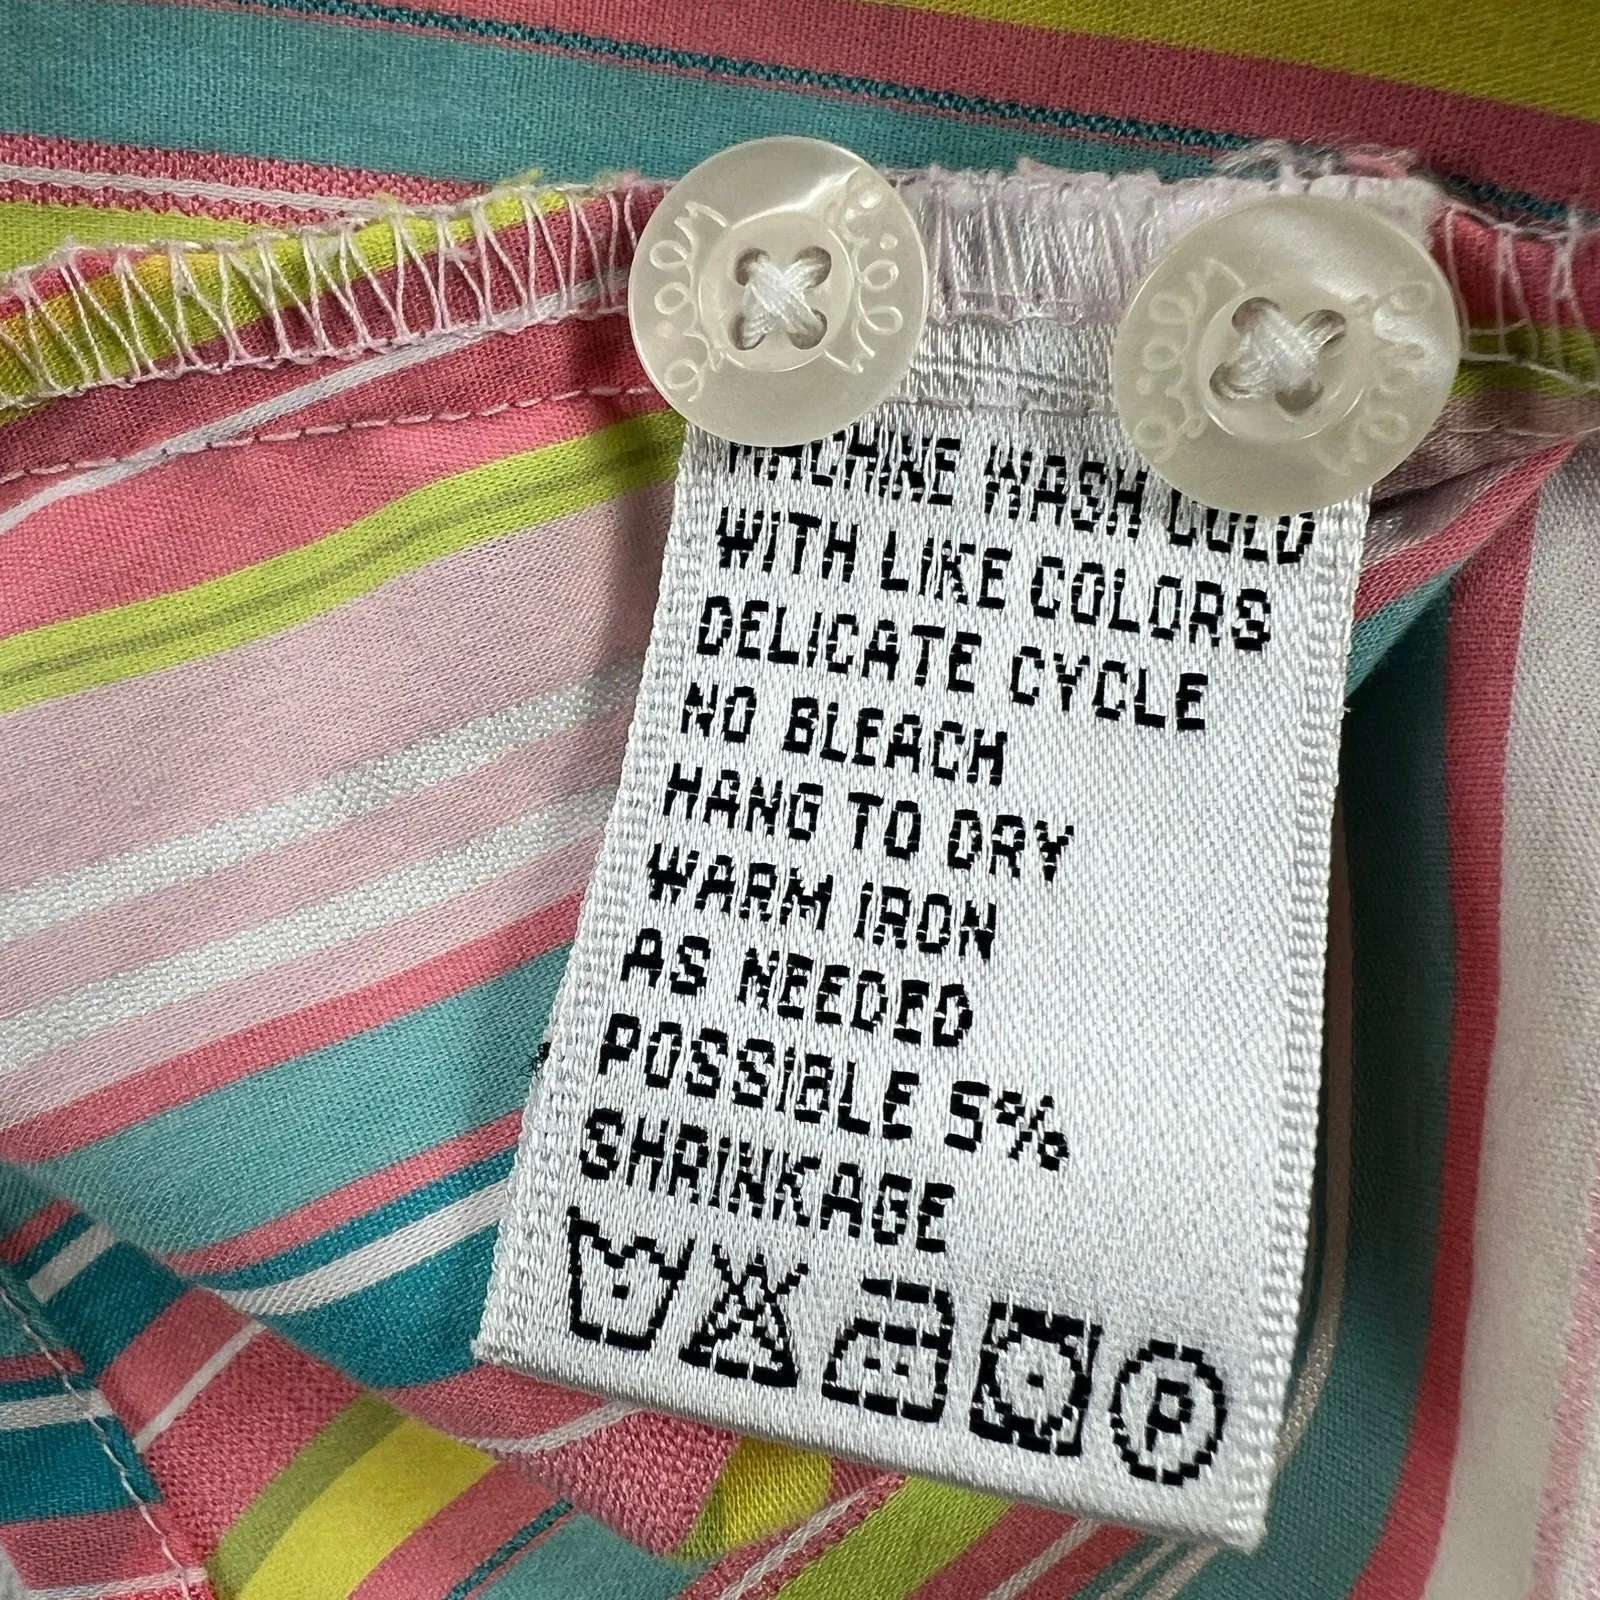 MACHINE WASH COLD
WITH LIKE COLORS
DELICATE CYCLE
NO BLEACH
HANG TO DRY
WARM IRON
AS NEEDED
POSSIBLE 5%
SHRINKAGE
P